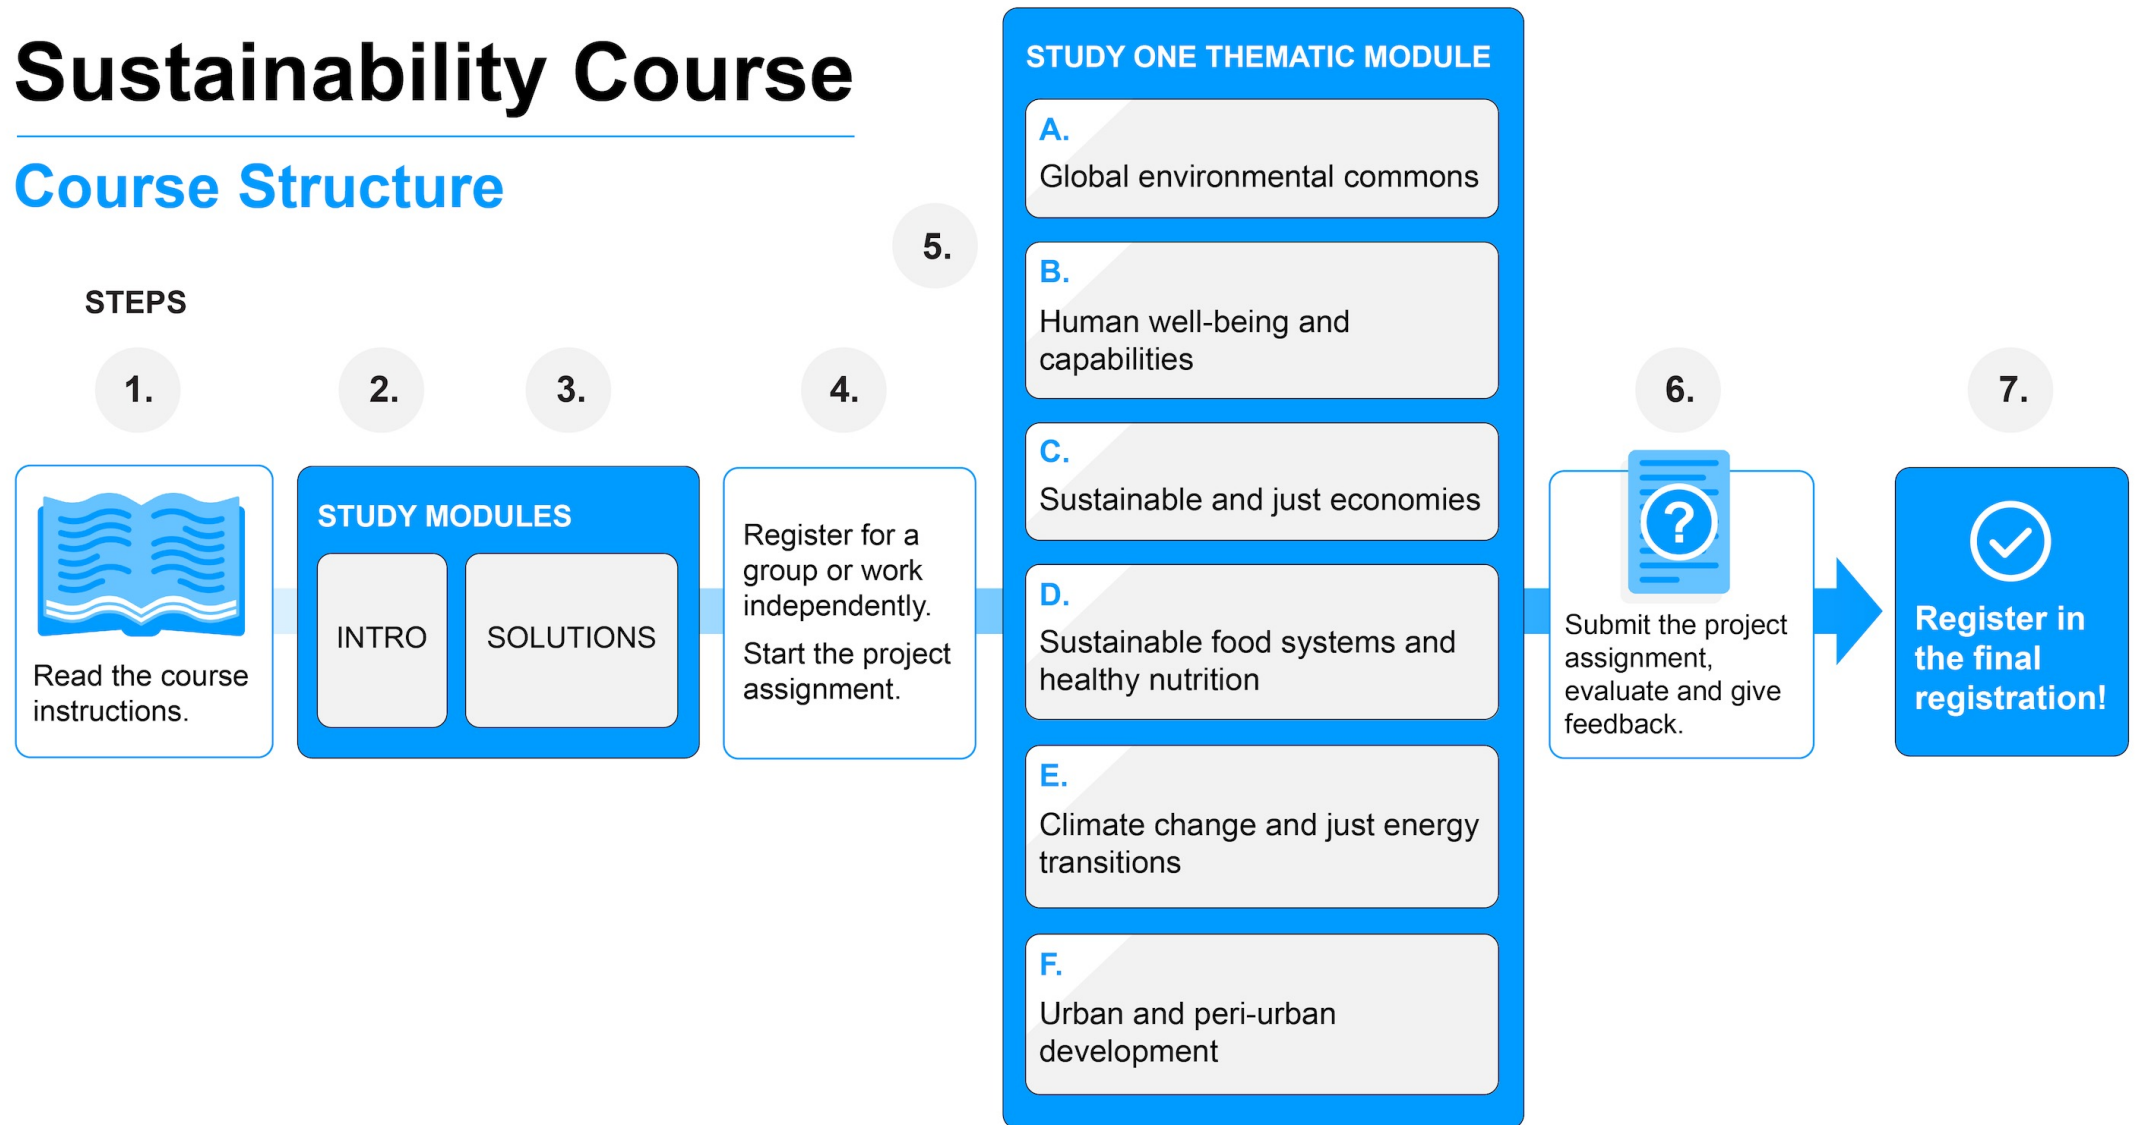 Sustainability Course
Course Structure
STEPS
1.
Read the course
instructions.
2.
3.
STUDY MODULES
INTRO
SOLUTIONS
4.
Register for a
group or work
independently.
Start the project
assignment.
5.
STUDY ONE THEMATIC MODULE
A.
Global environmental commons
B.
Human well-being and
capabilities
C.
Sustainable and just economies
D.
Sustainable food systems and
healthy nutrition
E.
Climate change and just energy
transitions
F.
Urban and peri-urban
development
6.
?
Submit the project
assignment,
evaluate and give
feedback.
7.
Register in
the final
registration!